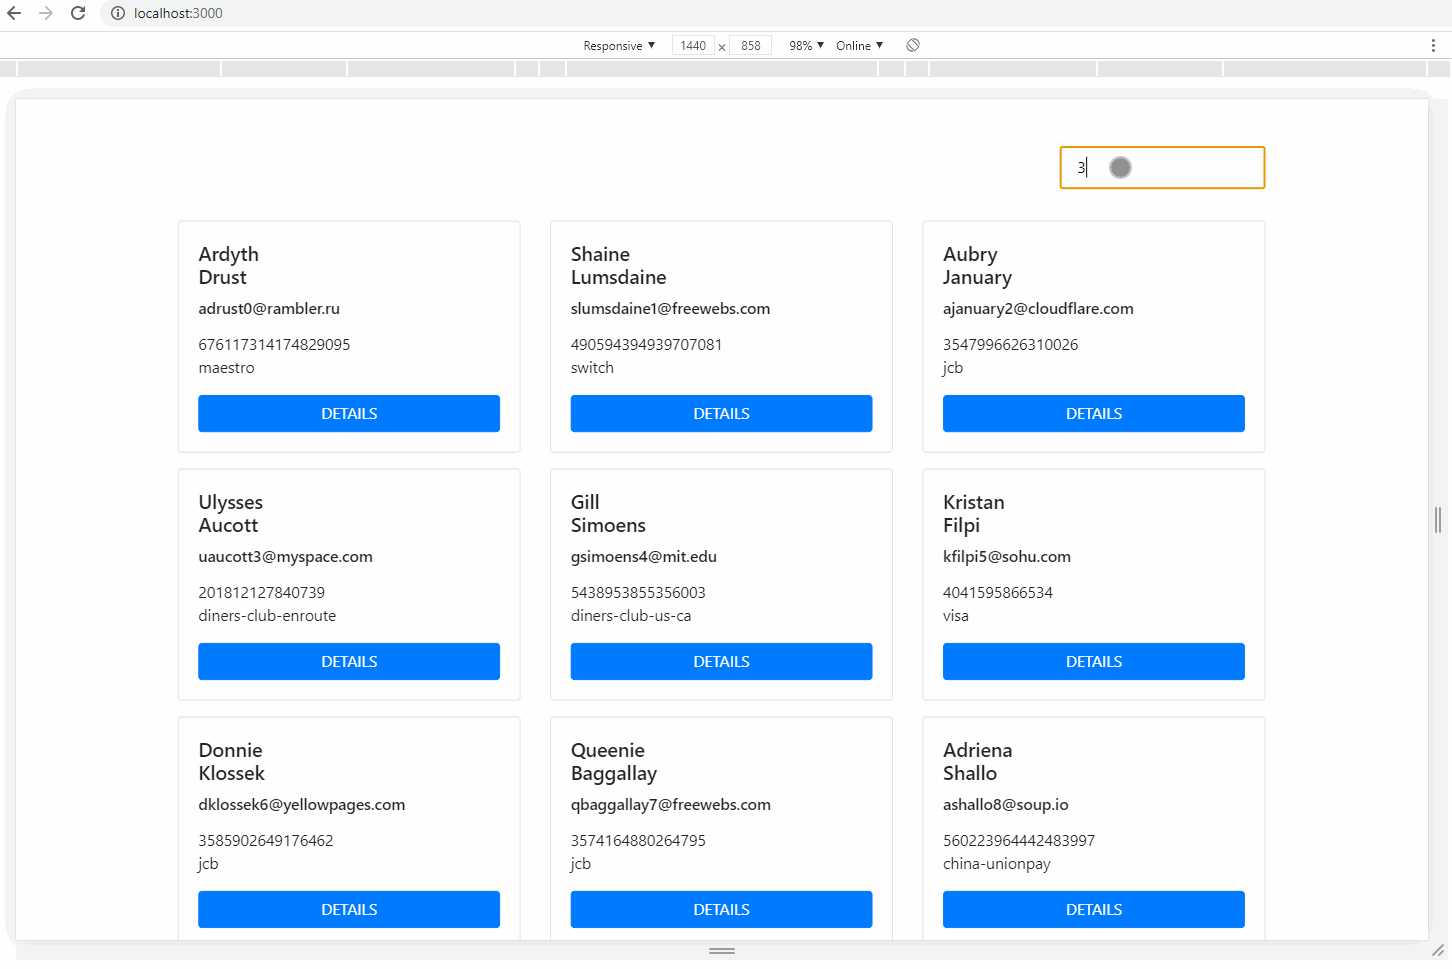 localhost:3000
Responsive ▼ 1440 × 858 98% ▼ Online ▼
3
Ardyth
Drust
adrust0@rambler.ru
676117314174829095
maestro
DETAILS
Shaine
Lumsdaine
slumsdaine1@freewebs.com
490594394939707081
switch
DETAILS
Aubry
January
ajanuary2@cloudflare.com
3547996626310026
jcb
DETAILS
Ulysses
Aucott
uaucott3@myspace.com
201812127840739
diners-club-enroute
DETAILS
Gill
Simoens
gsimoens4@mit.edu
5438953855356003
diners-club-us-ca
DETAILS
Kristan
Filpi
kfilpi5@sohu.com
4041595866534
visa
DETAILS
Donnie
Klossek
dklossek6@yellowpages.com
3585902649176462
jcb
DETAILS
Queenie
Baggallay
qbaggallay7@freewebs.com
3574164880264795
jcb
DETAILS
Adriena
Shallo
ashallo8@soup.io
560223964442483997
china-unionpay
DETAILS